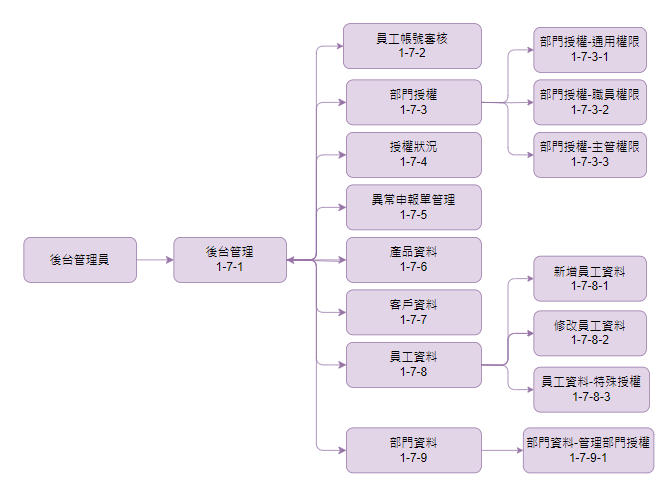 後台管理員
後台管理
1-7-1
員工帳號審核
1-7-2
部門授權
1-7-3
部門授權-通用權限
1-7-3-1
部門授權-職員權限
1-7-3-2
部門授權-主管權限
1-7-3-3
授權狀況
1-7-4
異常申報單管理
1-7-5
產品資料
1-7-6
客戶資料
1-7-7
員工資料
1-7-8
新增員工資料
1-7-8-1
修改員工資料
1-7-8-2
員工資料-特殊授權
1-7-8-3
部門資料
1-7-9
部門資料-管理部門授權
1-7-9-1